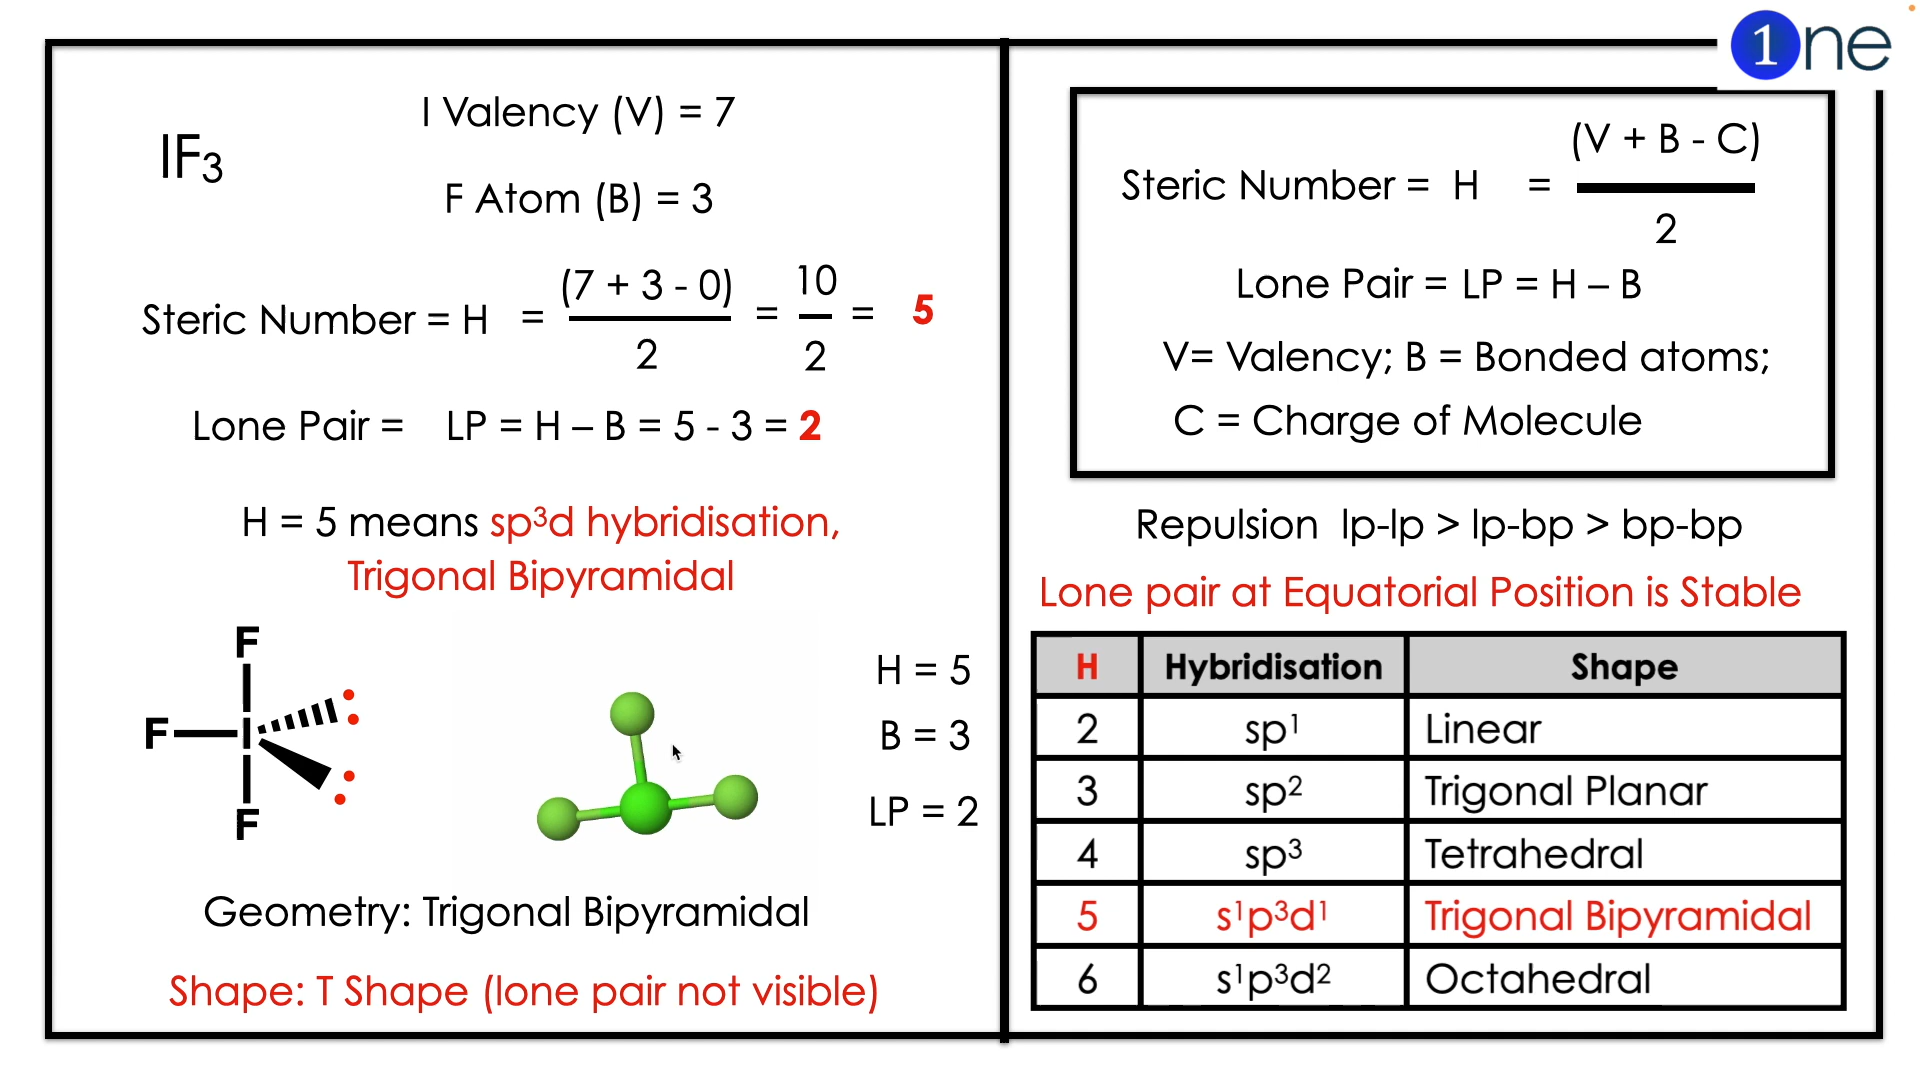 1ne
IF₃
I Valency (V) = 7
F Atom (B) = 3
Steric Number = H = (7 + 3 - 0) / 2 = 10 / 2 = 5
Lone Pair = LP = H – B = 5 - 3 = 2
H = 5 means sp³d hybridisation,
Trigonal Bipyramidal
F
F I
F
H = 5
B = 3
LP = 2
Geometry: Trigonal Bipyramidal
Shape: T Shape (lone pair not visible)
Steric Number = H = (V + B - C) / 2
Lone Pair = LP = H – B
V= Valency; B = Bonded atoms;
C = Charge of Molecule
Repulsion lp-lp > lp-bp > bp-bp
Lone pair at Equatorial Position is Stable
H Hybridisation Shape
2 sp¹ Linear
3 sp² Trigonal Planar
4 sp³ Tetrahedral
5 s¹p³d¹ Trigonal Bipyramidal
6 s¹p³d² Octahedral